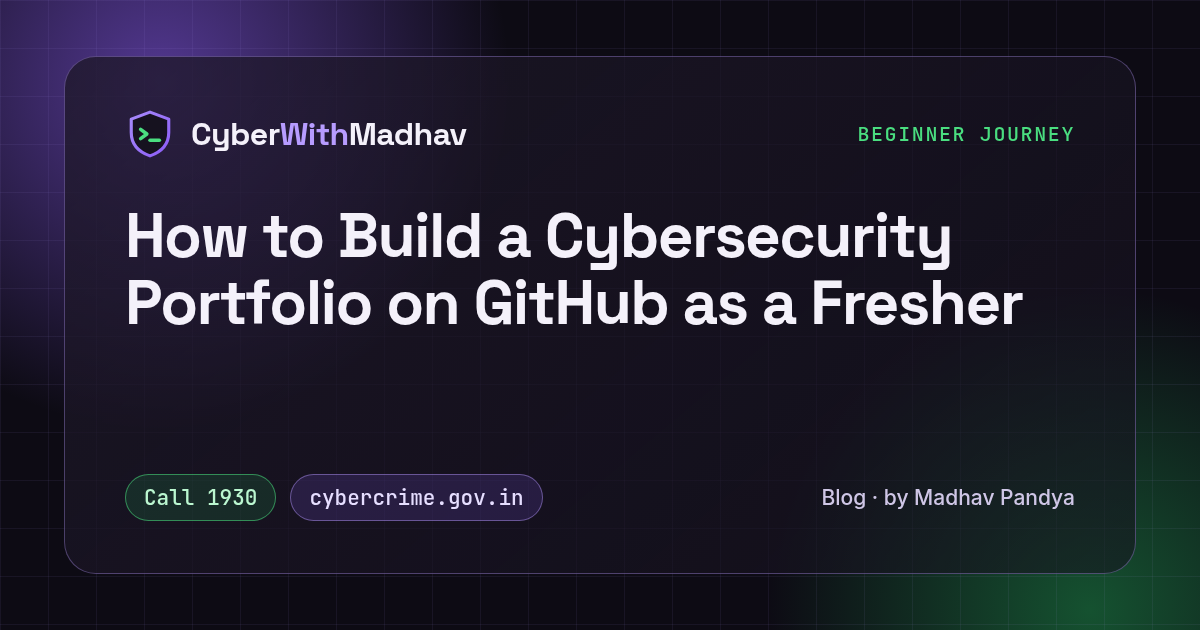 CyberWithMadhav
BEGINNER JOURNEY
How to Build a Cybersecurity
Portfolio on GitHub as a Fresher
Call 1930
cybercrime.gov.in
Blog · by Madhav Pandya